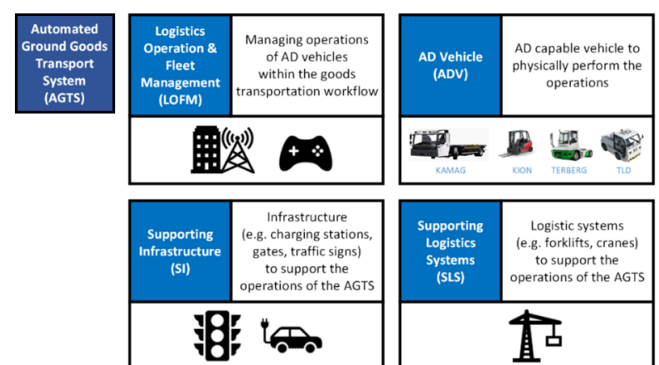 Automated
Ground Goods
Transport
System
(AGTS)
Logistics
Operation &
Fleet
Management
(LOFM)
Managing operations
of AD vehicles
within the goods
transportation workflow
AD Vehicle
(ADV)
AD capable vehicle to
physically perform the
operations
KAMAG
KION
TERBERG
TLD
Supporting
Infrastructure
(SI)
Infrastructure
(e.g. charging stations,
gates, traffic signs)
to support the
operations of the AGTS
Supporting
Logistics
Systems
(SLS)
Logistic systems
(e.g. forklifts, cranes)
to support the
operations of the AGTS